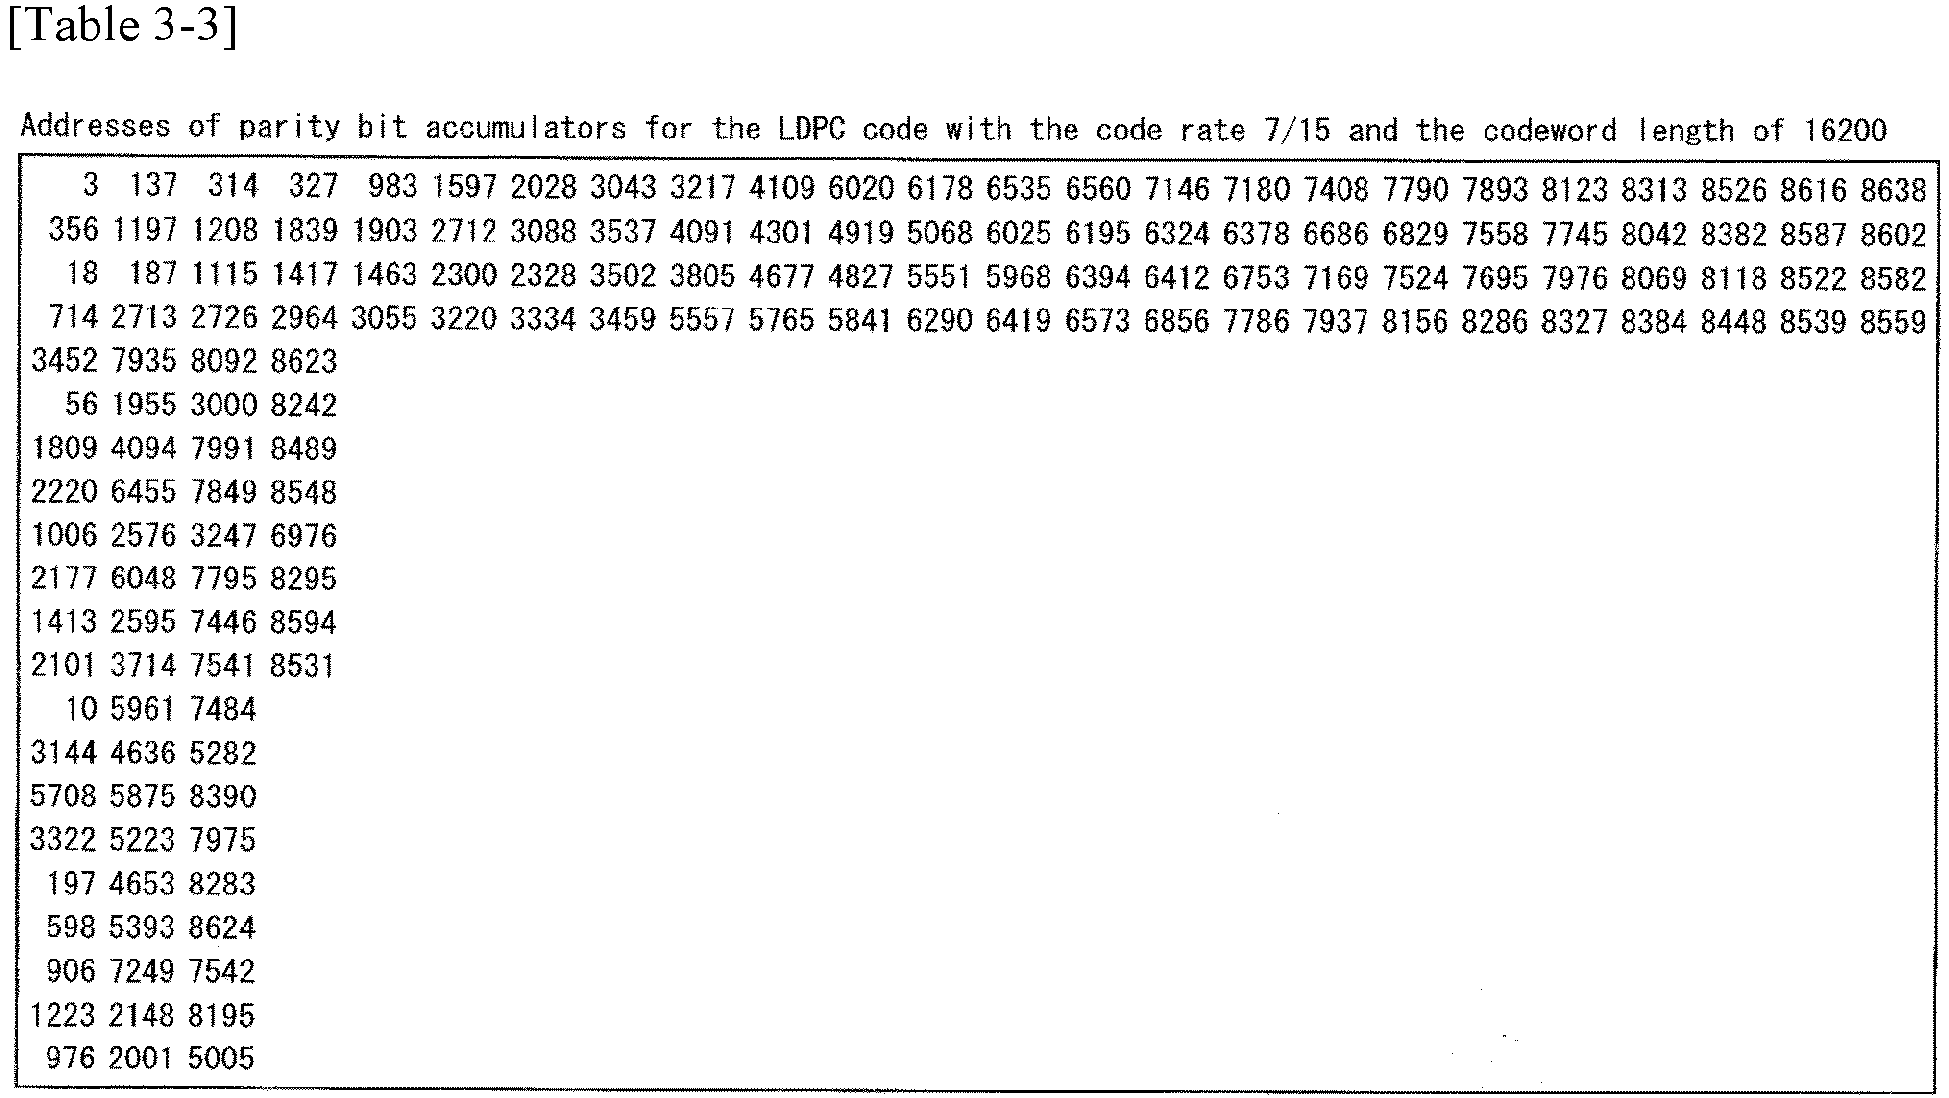 [Table 3-3]
Addresses of parity bit accumulators for the LDPC code with the code rate 7/15 and the codeword length of 16200
3 137 314 327 983 1597 2028 3043 3217 4109 6020 6178 6535 6560 7146 7180 7408 7790 7893 8123 8313 8526 8616 8638
356 1197 1208 1839 1903 2712 3088 3537 4091 4301 4919 5068 6025 6195 6324 6378 6686 6829 7558 7745 8042 8382 8587 8602
18 187 1115 1417 1463 2300 2328 3502 3805 4677 4827 5551 5968 6394 6412 6753 7169 7524 7695 7976 8069 8118 8522 8582
714 2713 2726 2964 3055 3220 3334 3459 5557 5765 5841 6290 6419 6573 6856 7786 7937 8156 8286 8327 8384 8448 8539 8559
3452 7935 8092 8623
56 1955 3000 8242
1809 4094 7991 8489
2220 6455 7849 8548
1006 2576 3247 6976
2177 6048 7795 8295
1413 2595 7446 8594
2101 3714 7541 8531
10 5961 7484
3144 4636 5282
5708 5875 8390
3322 5223 7975
197 4653 8283
598 5393 8624
906 7249 7542
1223 2148 8195
976 2001 5005